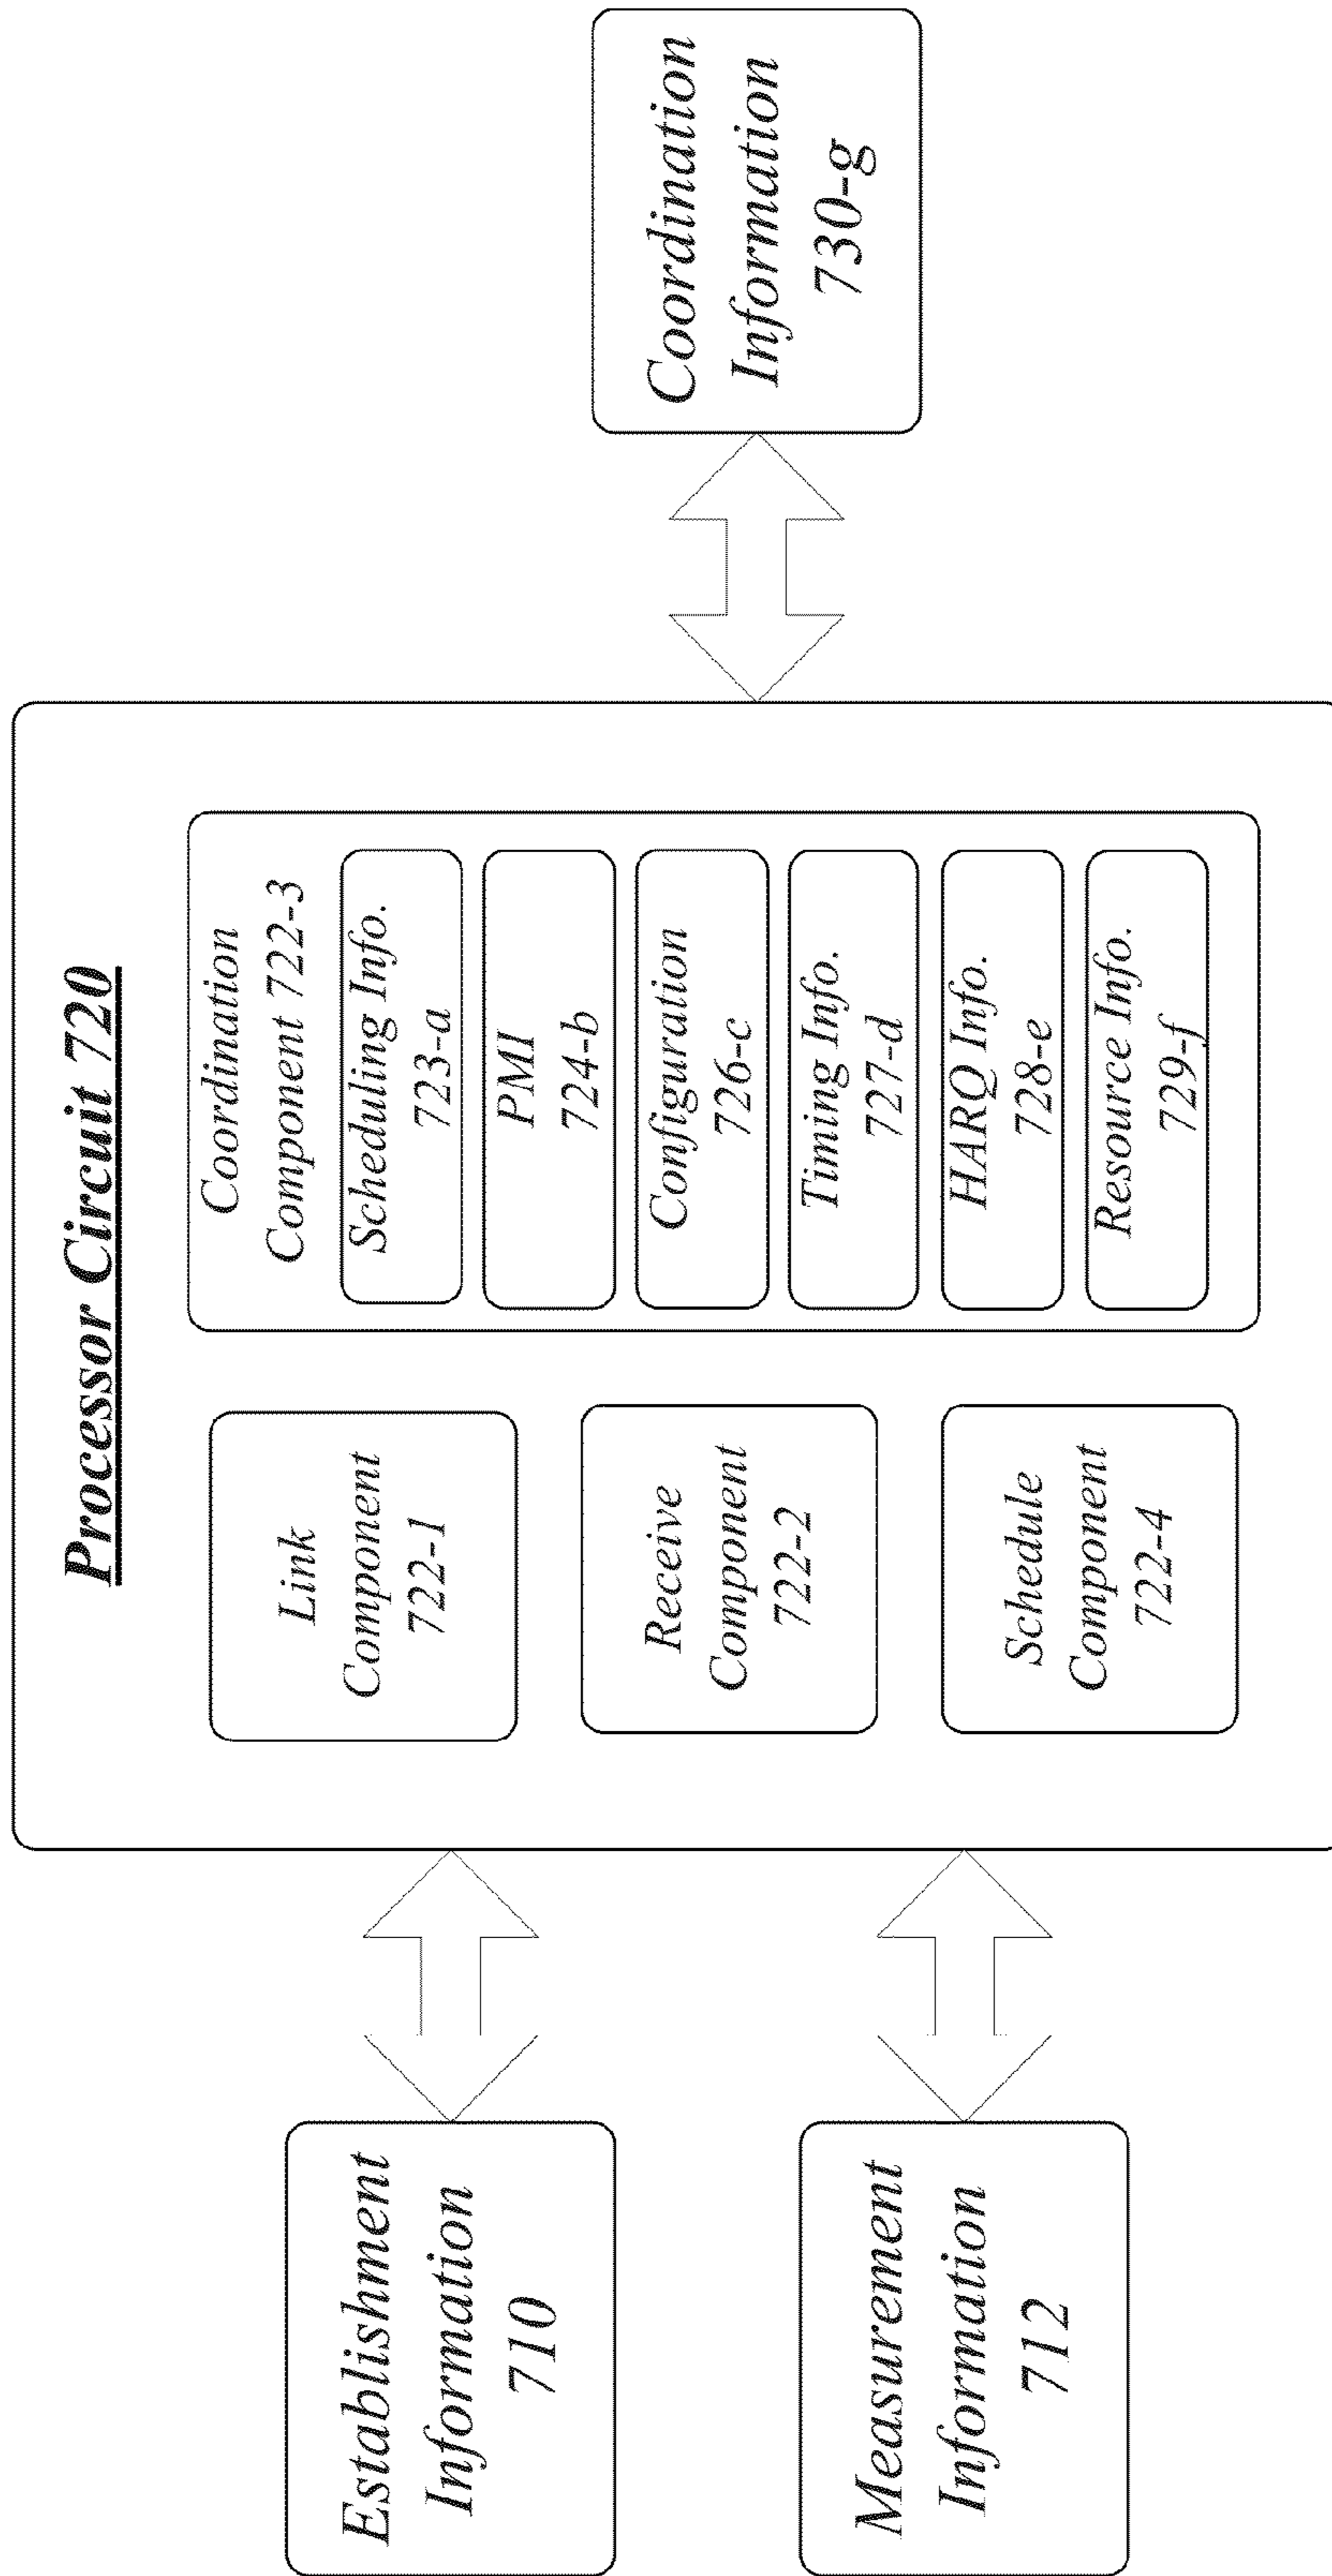 Processor Circuit 720
Establishment
Information
710
Measurement
Information
712
Link
Component
722-1
Receive
Component
722-2
Schedule
Component
722-4
Coordination
Component 722-3
Scheduling Info.
723-a
PMI
724-b
Configuration
726-c
Timing Info.
727-d
HARQ Info.
728-e
Resource Info.
729-f
Coordination
Information
730-g